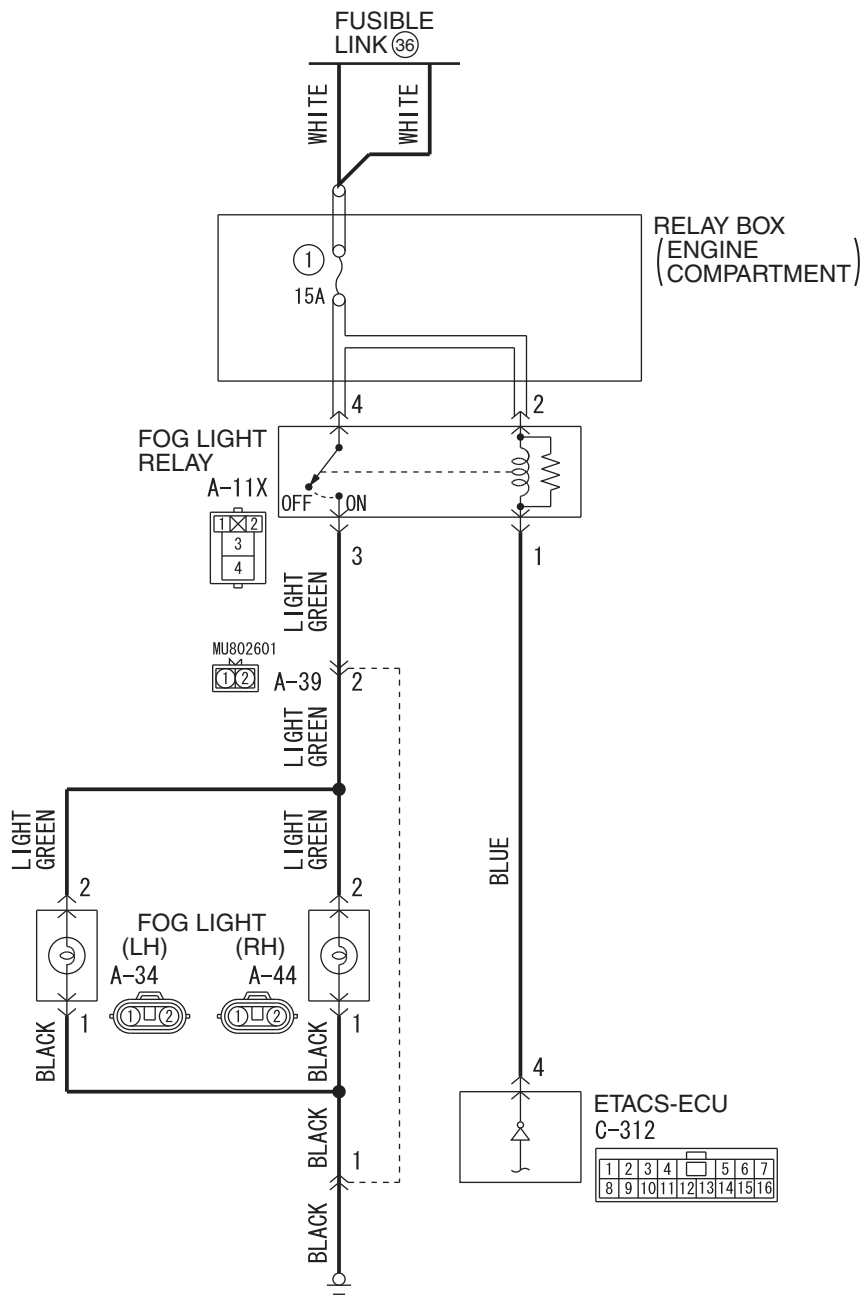 FUSIBLE
LINK 36
WHITE
WHITE
RELAY BOX
(ENGINE
COMPARTMENT)
1
15A
4
2
FOG LIGHT
RELAY
A-11X
OFF
ON
1 2
3
4
3
1
LIGHT
GREEN
MU802601
1 2
A-39
2
LIGHT
GREEN
LIGHT
GREEN
LIGHT
GREEN
BLUE
2
2
FOG LIGHT
(LH)
(RH)
A-34
A-44
1 2
1 2
1
1
BLACK
BLACK
4
ETACS-ECU
C-312
BLACK
1
1 2 3 4 5 6 7
8 9 10 11 12 13 14 15 16
BLACK